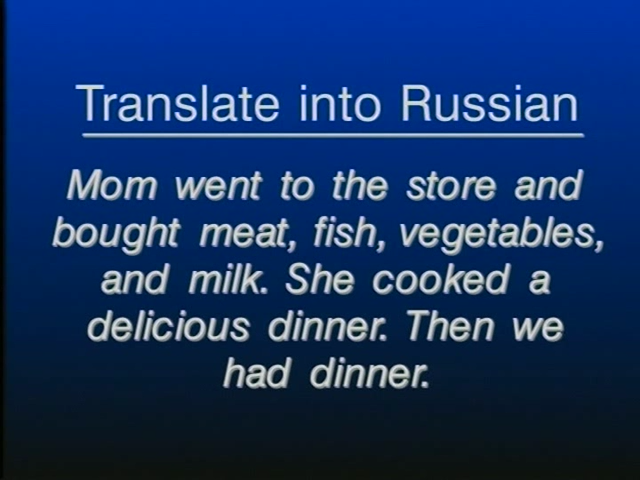 Translate into Russian
Mom went to the store and
bought meat, fish, vegetables,
and milk. She cooked a
delicious dinner. Then we
had dinner.